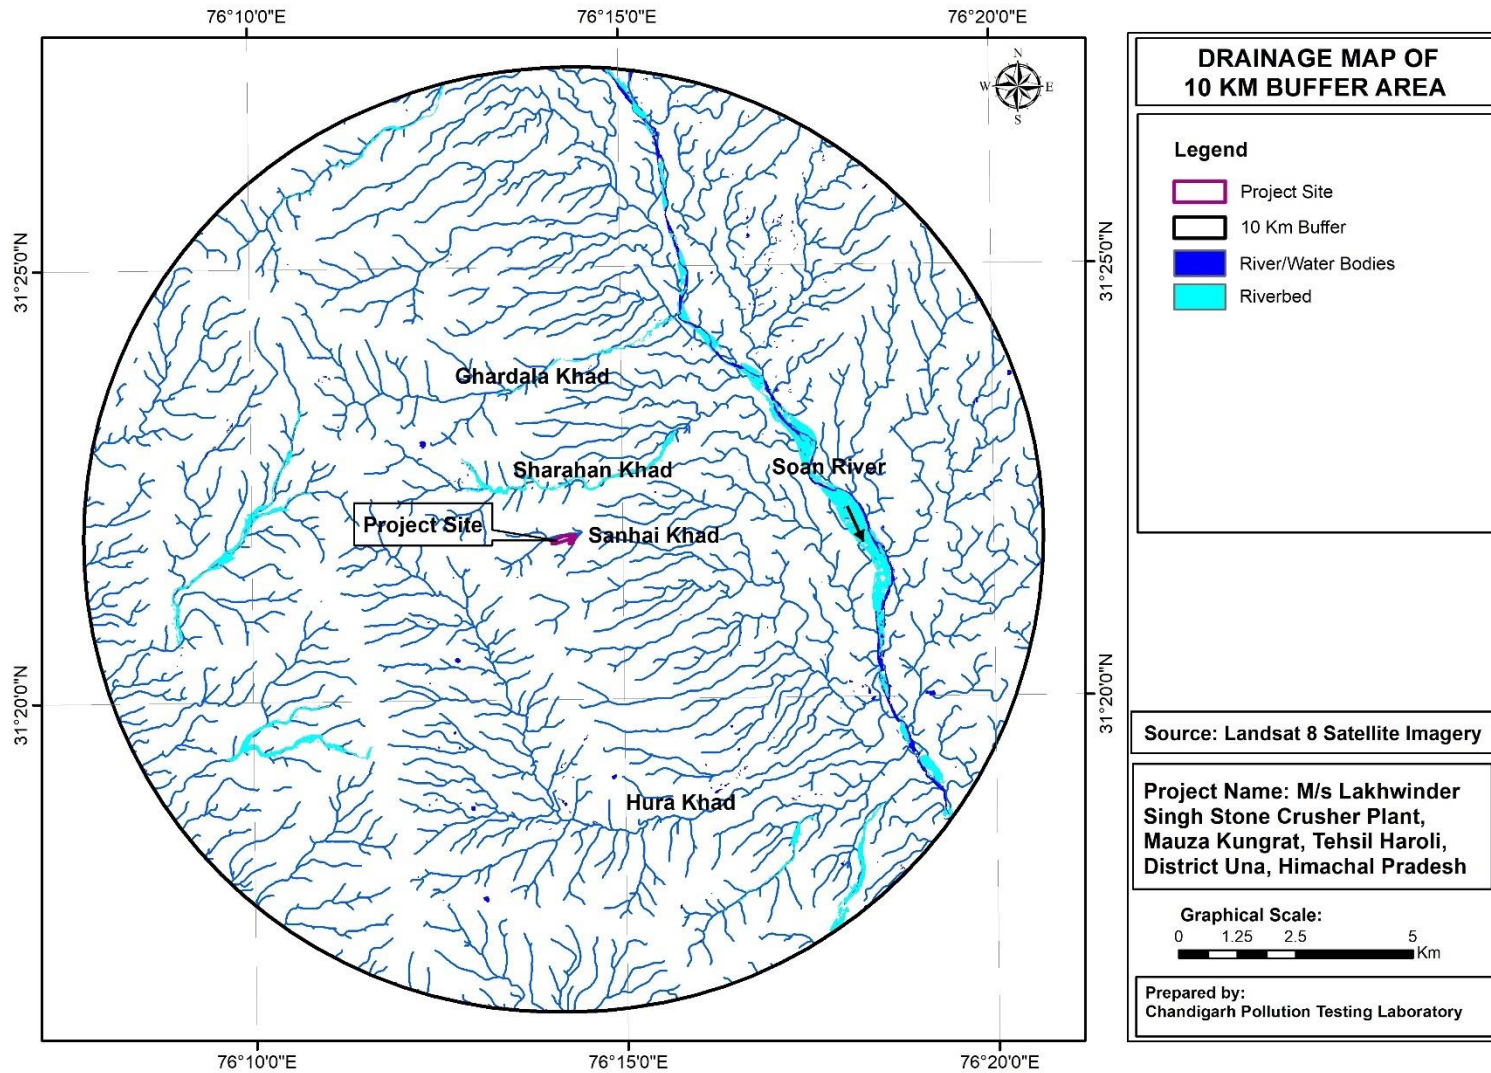 76°10'0"E
76°15'0"E
76°20'0"E
N
W
E
S
31°25'0"N
31°25'0"N
Ghardala Khad
Sharahan Khad
Soan River
Project Site
Sanhai Khad
31°20'0"N
31°20'0"N
Hura Khad
76°10'0"E
76°15'0"E
76°20'0"E
DRAINAGE MAP OF
10 KM BUFFER AREA
Legend
Project Site
10 Km Buffer
River/Water Bodies
Riverbed
Source: Landsat 8 Satellite Imagery
Project Name: M/s Lakhwinder
Singh Stone Crusher Plant,
Mauza Kungrat, Tehsil Haroli,
District Una, Himachal Pradesh
Graphical Scale:
0 1.25 2.5 5
Km
Prepared by:
Chandigarh Pollution Testing Laboratory